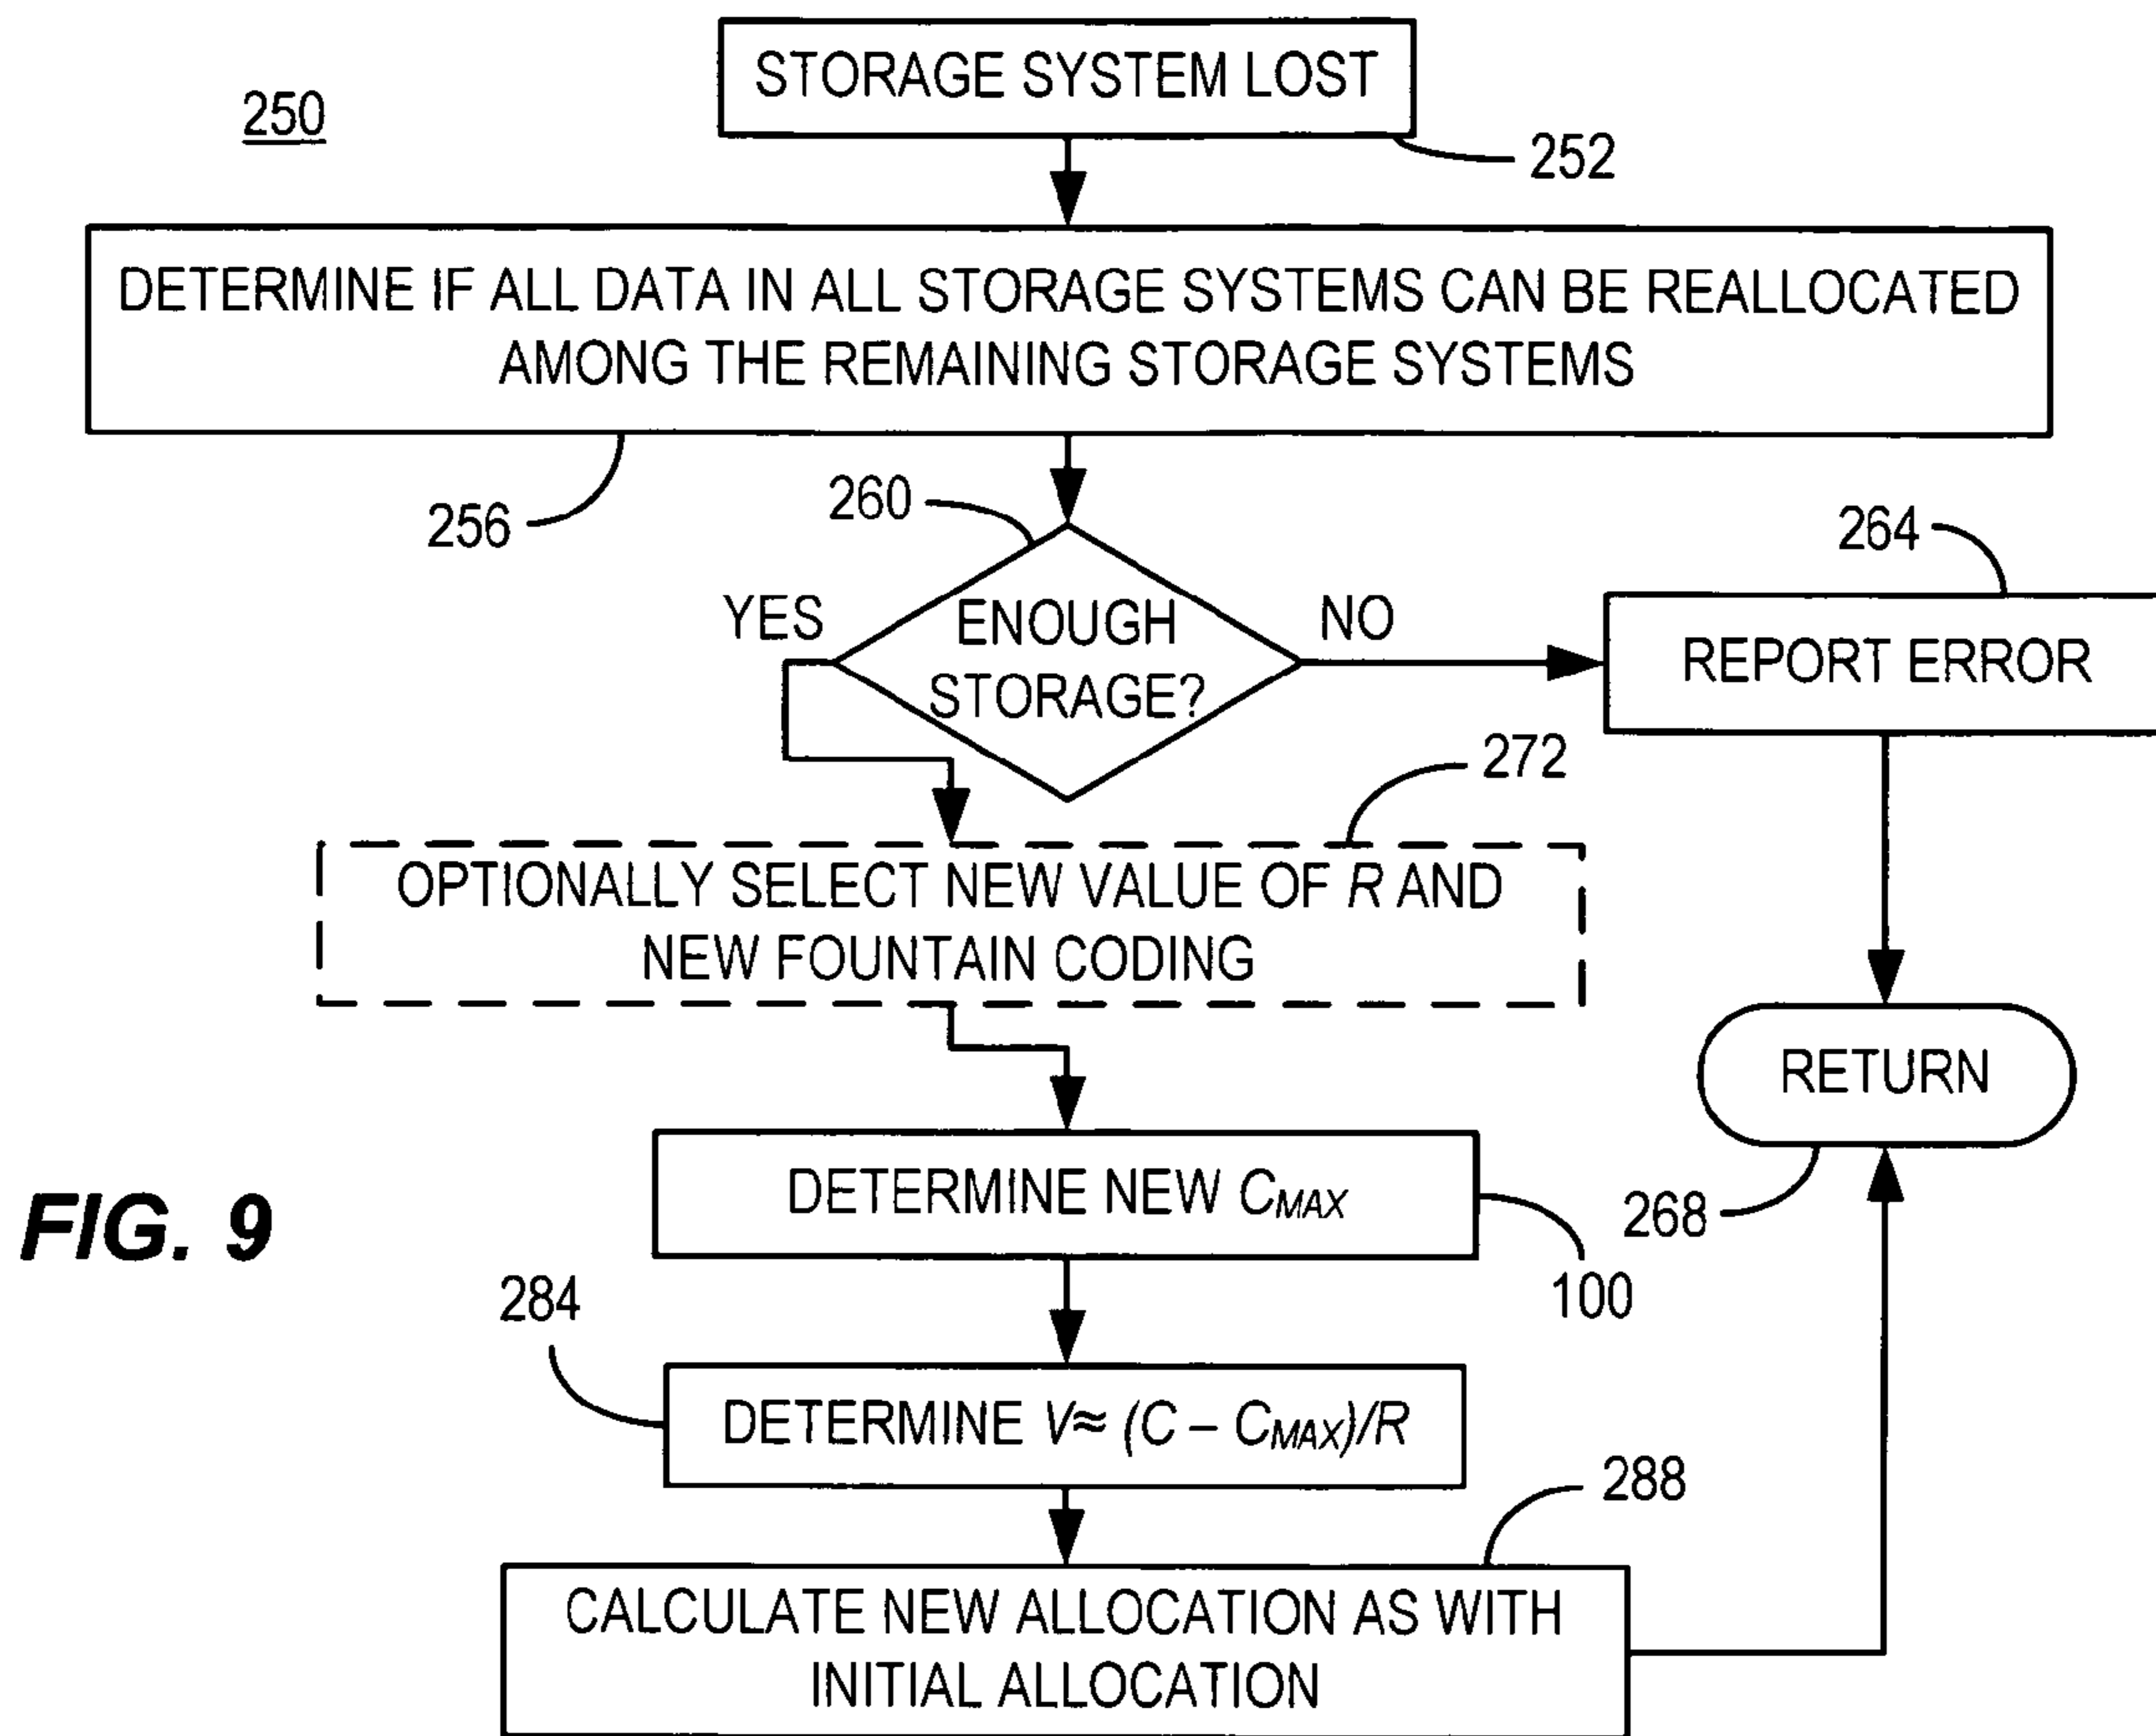 STORAGE SYSTEM LOST
250
252
DETERMINE IF ALL DATA IN ALL STORAGE SYSTEMS CAN BE REALLOCATED
AMONG THE REMAINING STORAGE SYSTEMS
256
260
264
YES
ENOUGH
STORAGE?
NO
REPORT ERROR
272
OPTIONALLY SELECT NEW VALUE OF R AND
NEW FOUNTAIN CODING
RETURN
268
DETERMINE NEW CMAX
100
FIG. 9
284
DETERMINE V≈ (C – CMAX)/R
288
CALCULATE NEW ALLOCATION AS WITH
INITIAL ALLOCATION